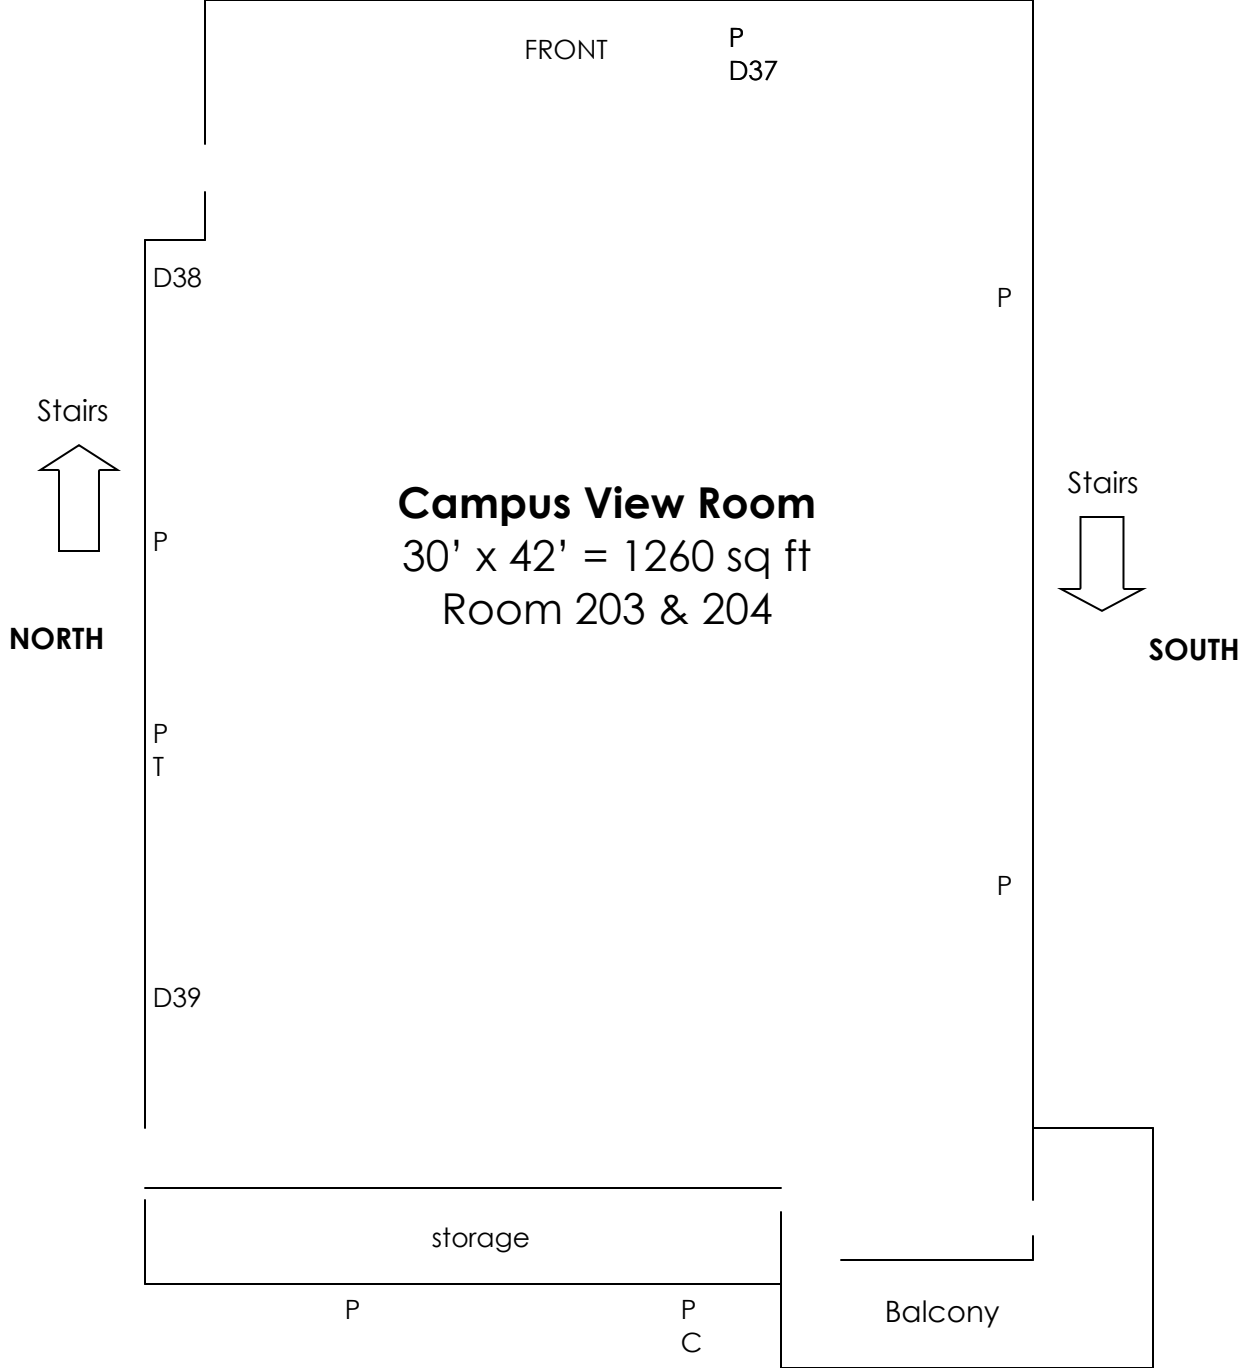 FRONT
P
D37
D38
P
Stairs
Stairs
Campus View Room
30’ x 42’ = 1260 sq ft
Room 203 & 204
P
NORTH
SOUTH
P
T
P
D39
storage
P
P
C
Balcony